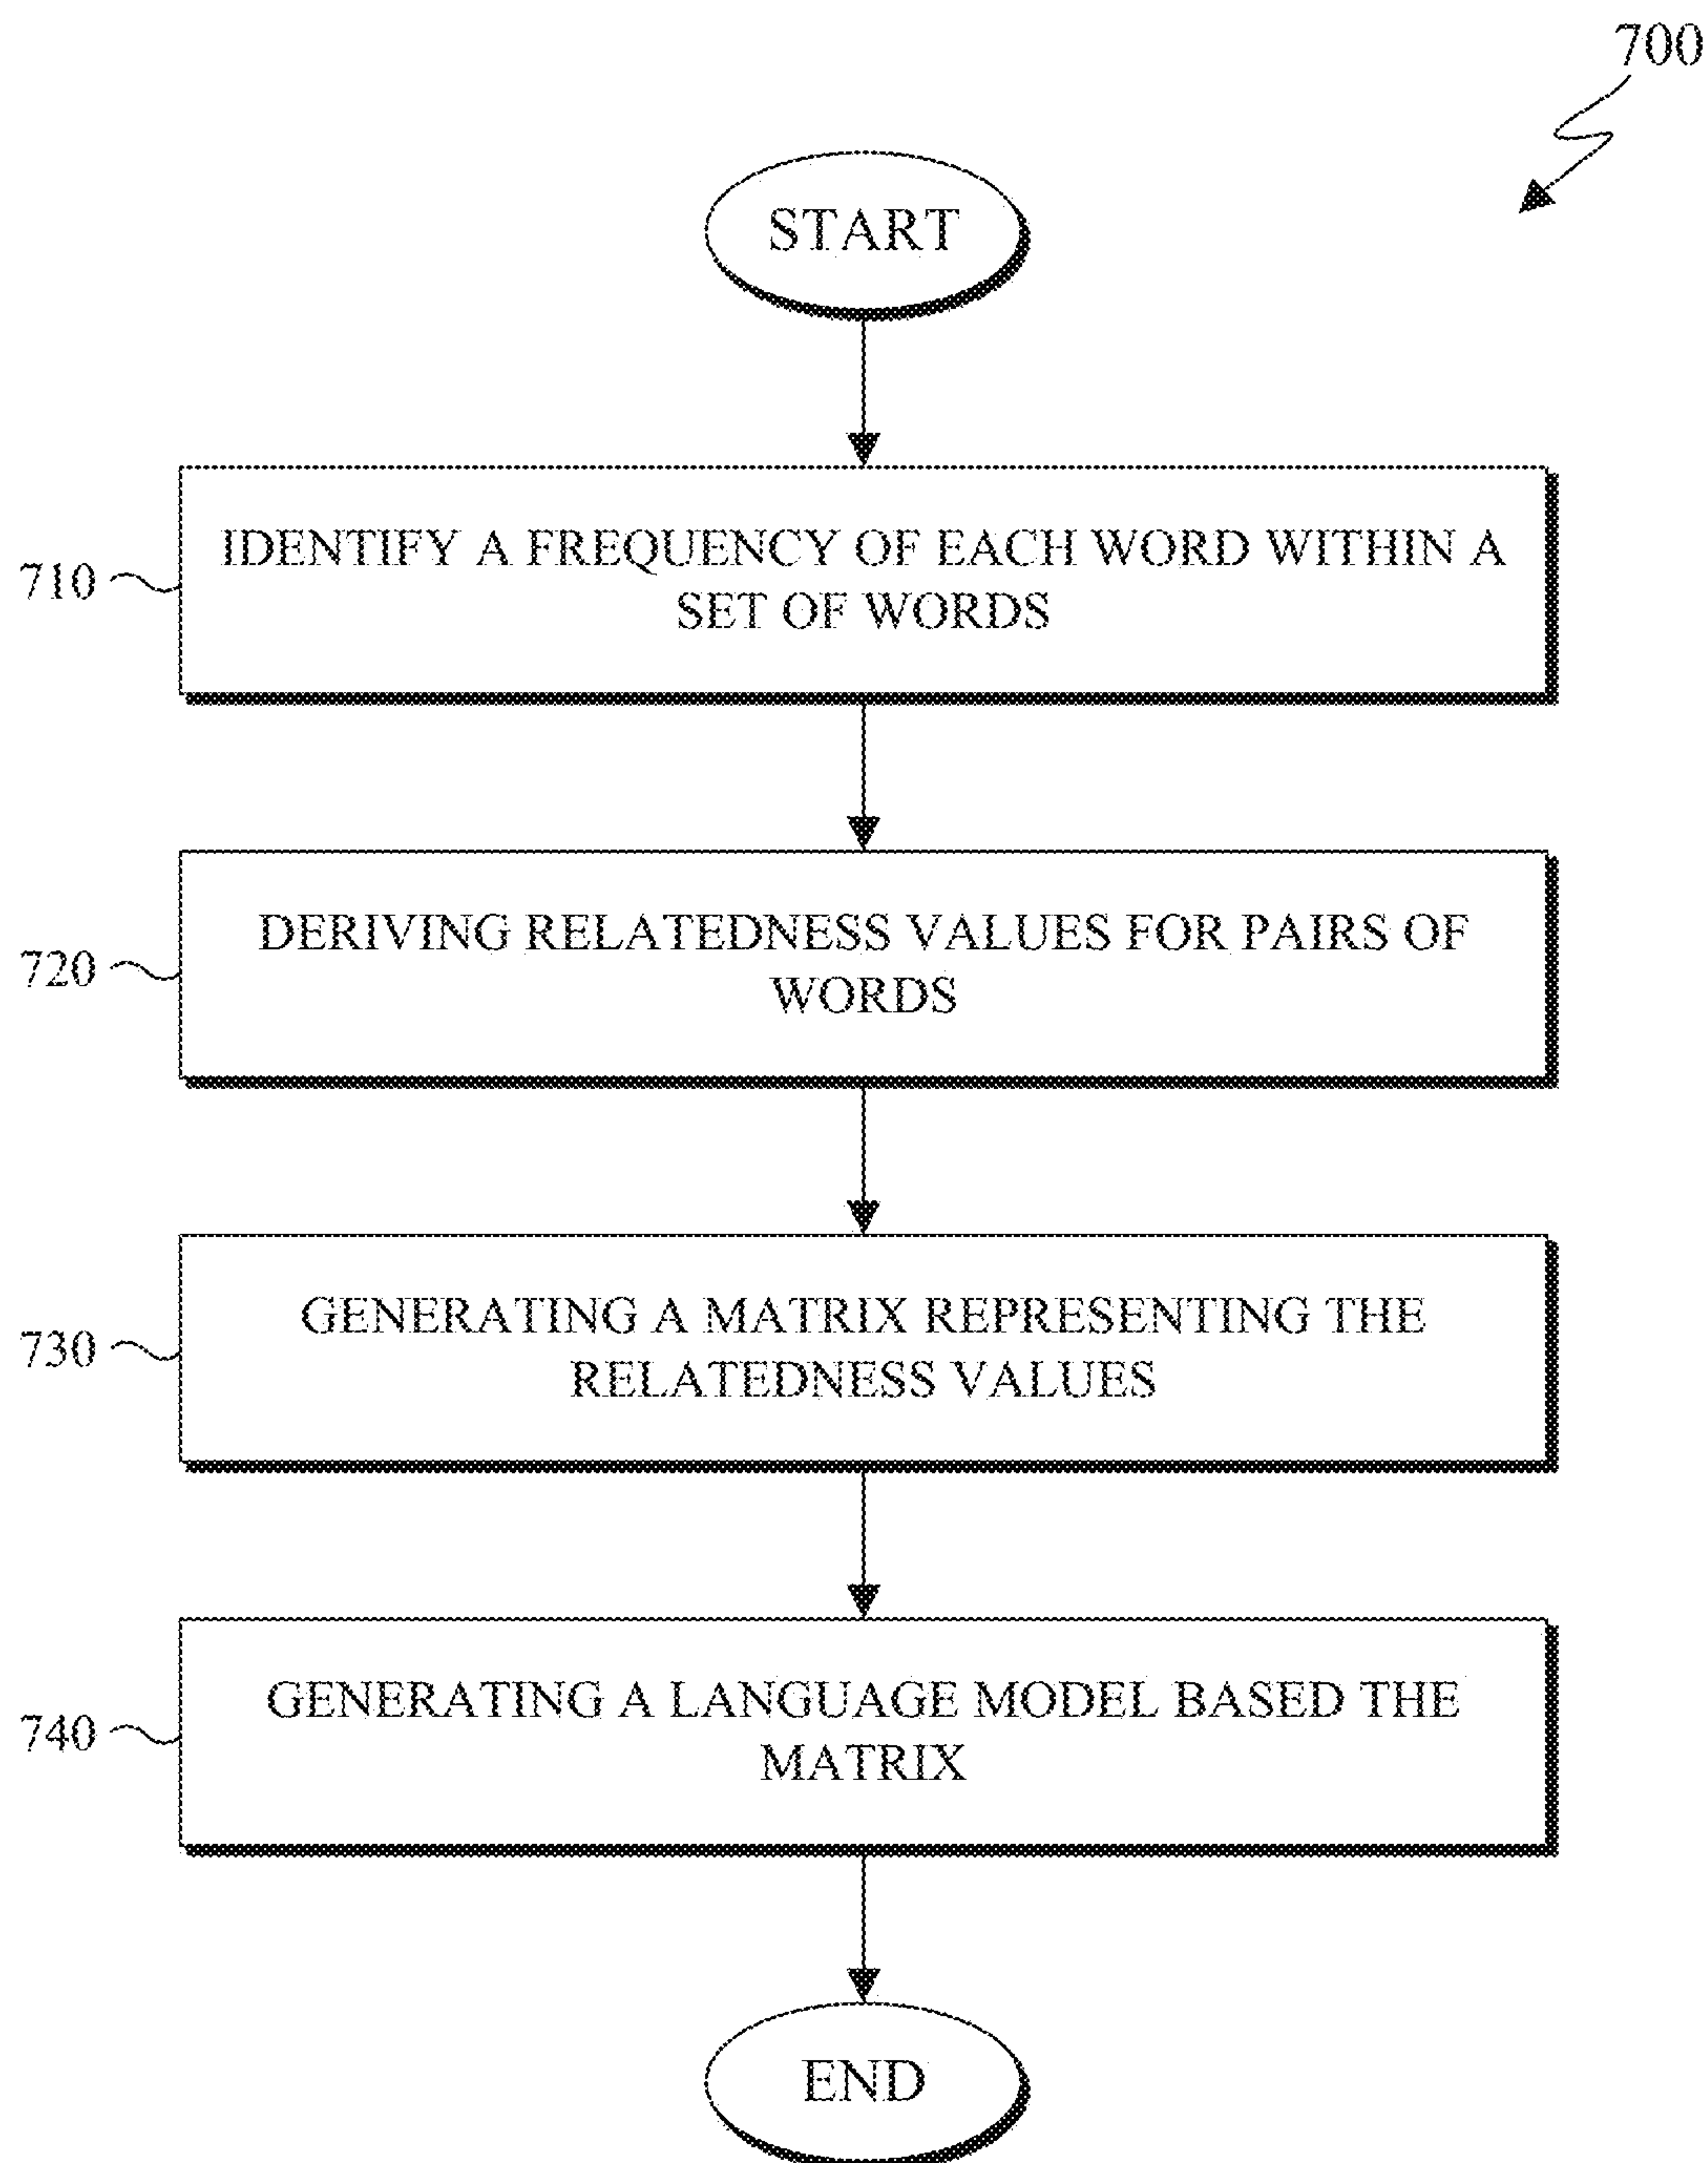 700
START
710
IDENTIFY A FREQUENCY OF EACH WORD WITHIN A
SET OF WORDS
720
DERIVING RELATEDNESS VALUES FOR PAIRS OF
WORDS
730
GENERATING A MATRIX REPRESENTING THE
RELATEDNESS VALUES
740
GENERATING A LANGUAGE MODEL BASED THE
MATRIX
END